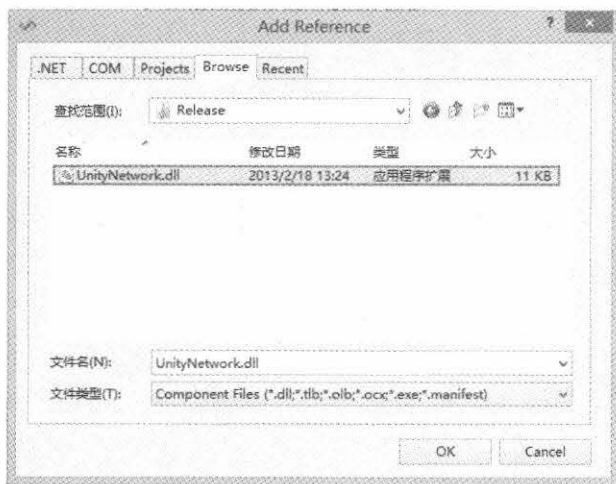 Add Reference
? ×
.NET COM Projects Browse Recent
查找范围(I): Release
名称 修改日期 类型 大小
UnityNetwork.dll 2013/2/18 13:24 应用程序扩展 11 KB
文件名(N): UnityNetwork.dll
文件类型(T): Component Files (*.dll;*.tlb;*.olb;*.ocx;*.exe;*.manifest)
OK Cancel